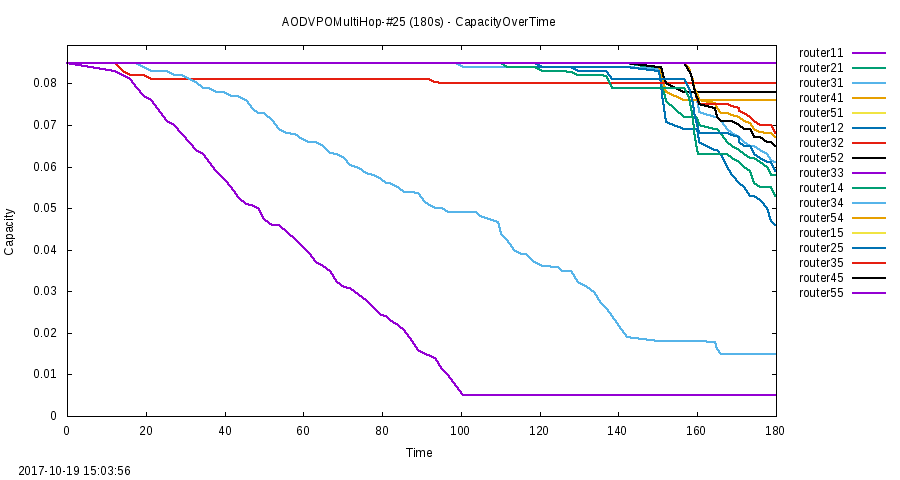 AODVPOMultiHop-#25 (180s) - CapacityOverTime
0.08
0.07
0.06
0.05
0.04
0.03
0.02
0.01
0
Capacity
0 20 40 60 80 100 120 140 160 180
Time
router11
router21
router31
router41
router51
router12
router32
router52
router33
router14
router34
router54
router15
router25
router35
router45
router55
2017-10-19 15:03:56